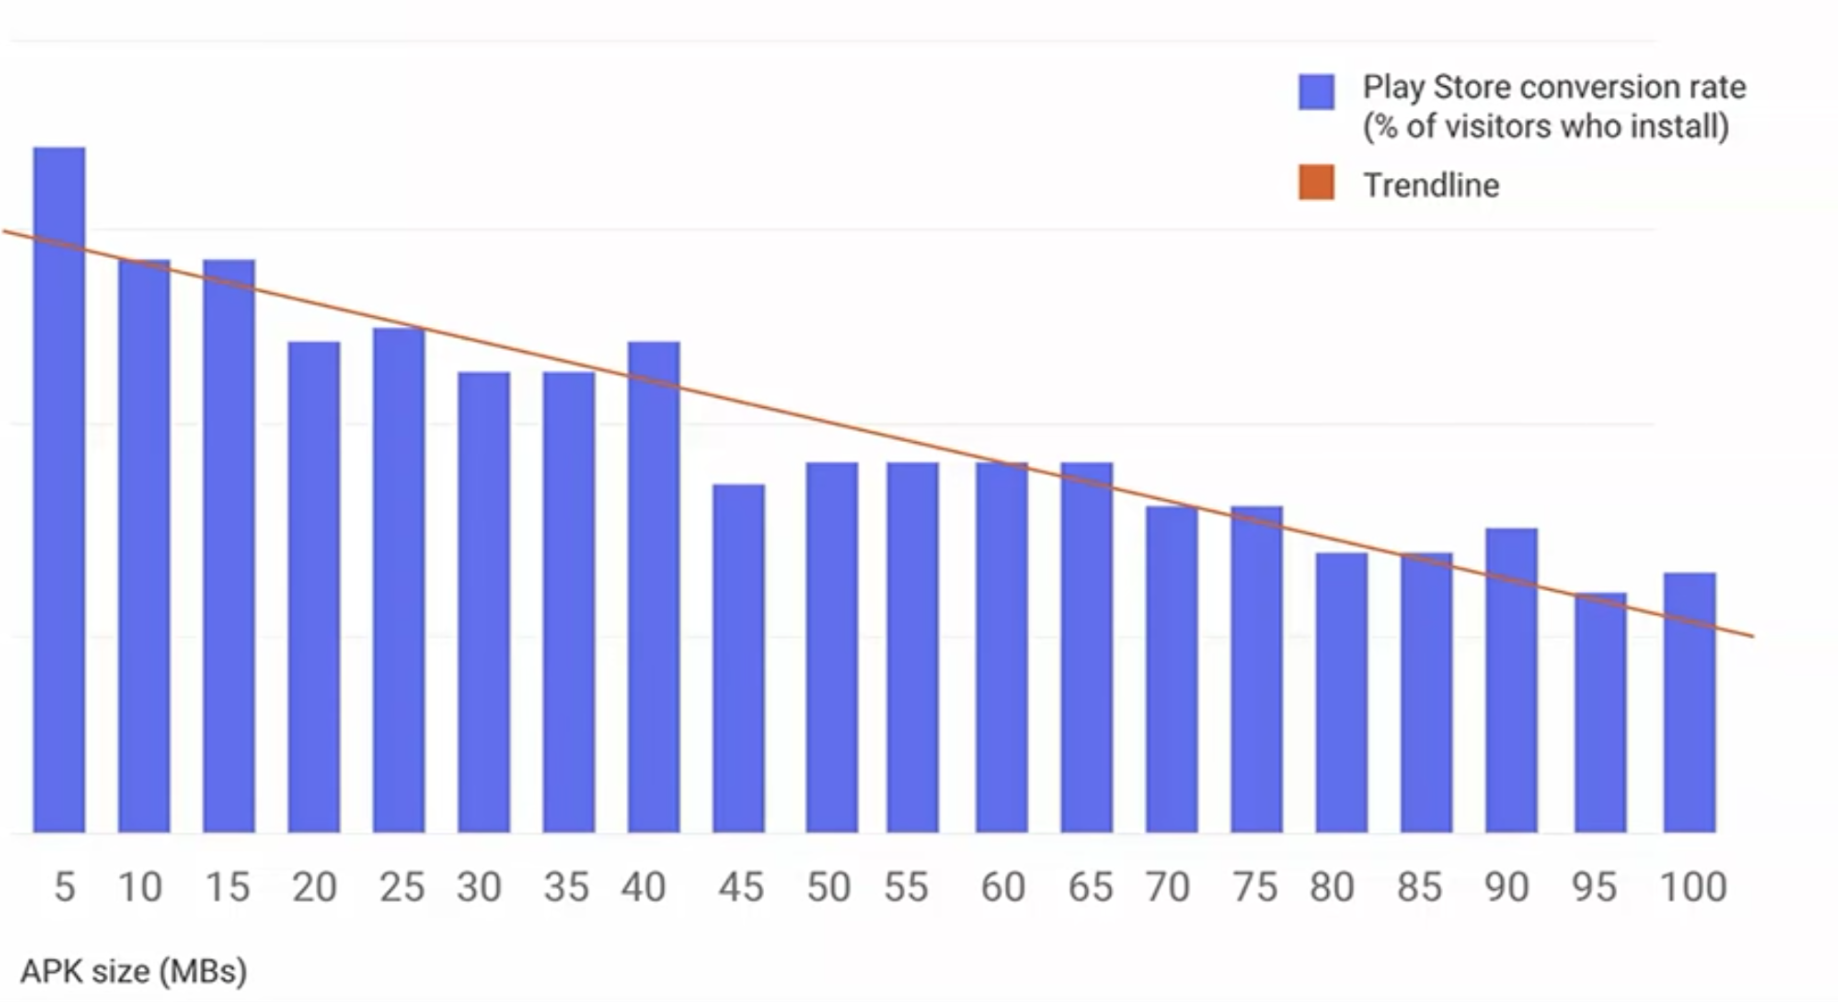 Play Store conversion rate
(% of visitors who install)
Trendline
5 10 15 20 25 30 35 40 45 50 55 60 65 70 75 80 85 90 95 100
APK size (MBs)